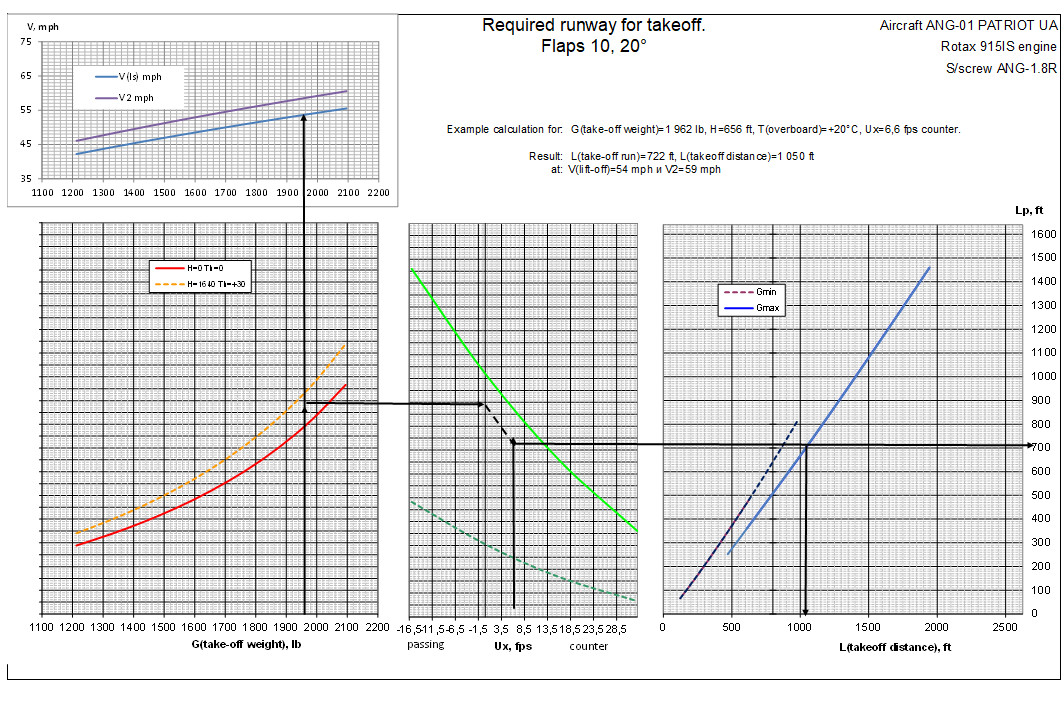 Required runway for takeoff.
Flaps 10, 20°
Aircraft ANG-01 PATRIOT UA
Rotax 915IS engine
S/screw ANG-1.8R
V, mph
75
65
55
45
35
V(ls) mph
V2 mph
1100 1200 1300 1400 1500 1600 1700 1800 1900 2000 2100 2200
Example calculation for: G(take-off weight)=1 962 lb, H=656 ft, T(overboard)=+20°C, Ux=6,6 fps counter.
Result: L(take-off run)=722 ft, L(takeoff distance)=1 050 ft
at: V(lift-off)=54 mph и V2=59 mph
H=0 Th=0
H=1640 Th=+30
1100 1200 1300 1400 1500 1600 1700 1800 1900 2000 2100 2200
G(take-off weight), lb
-16,5 -11,5 -6,5 -1,5 3,5 8,5 13,5 18,5 23,5 28,5
passing Ux, fps counter
Lp, ft
1600
1500
1400
1300
1200
1100
1000
900
800
700
600
500
400
300
200
100
0
Gmin
Gmax
0 500 1000 1500 2000 2500
L(takeoff distance), ft